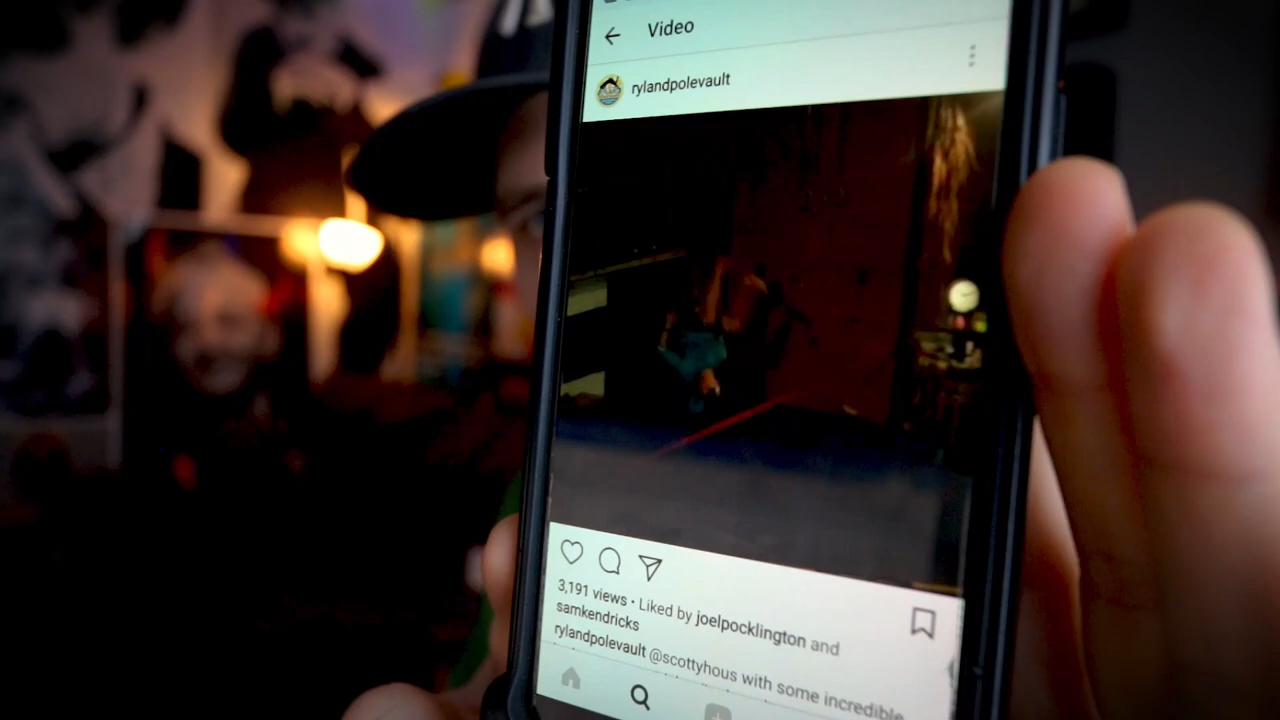 Video
rylandpolevault
3,191 views • Liked by joelpocklington and
samkendricks
rylandpolevault @scottyhous with some incredible